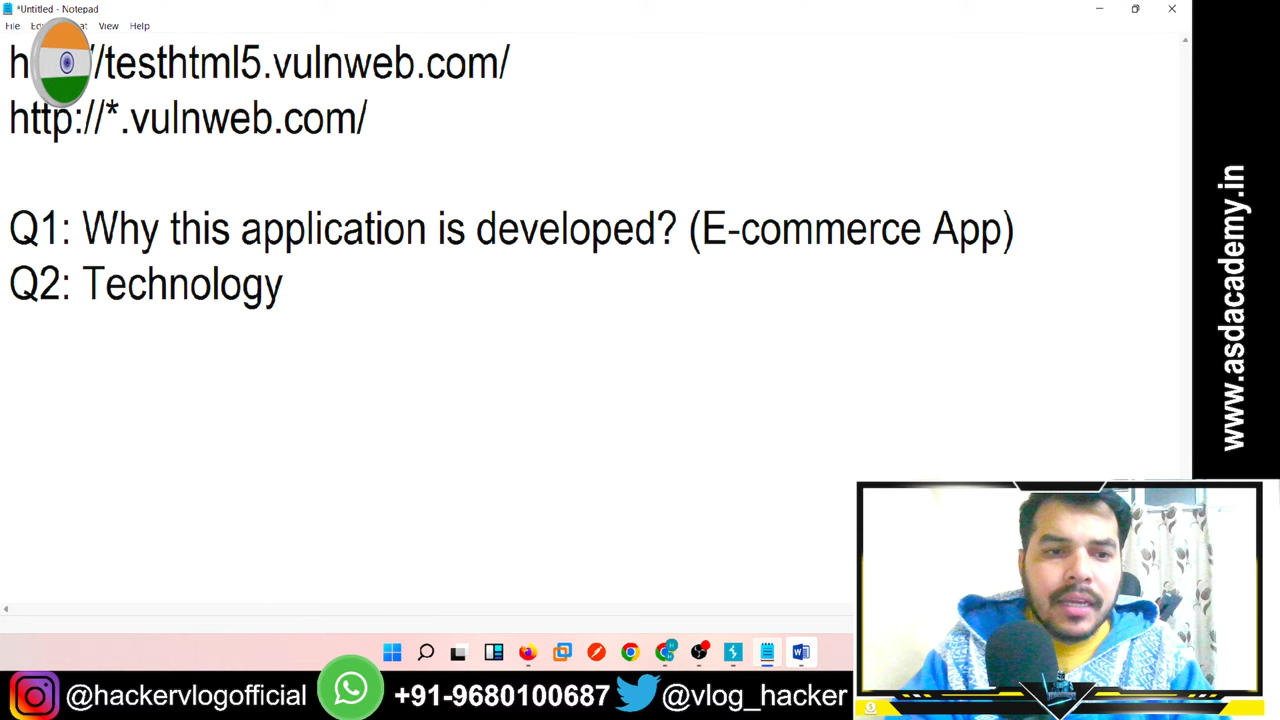 *Untitled - Notepad
File
View
Help
//testhtml5.vulnweb.com/
http://*.vulnweb.com/
Q1: Why this application is developed? (E-commerce App)
Q2: Technology
www.asdacademy.in
@hackervlogofficial
+91-9680100687
@vlog_hacker